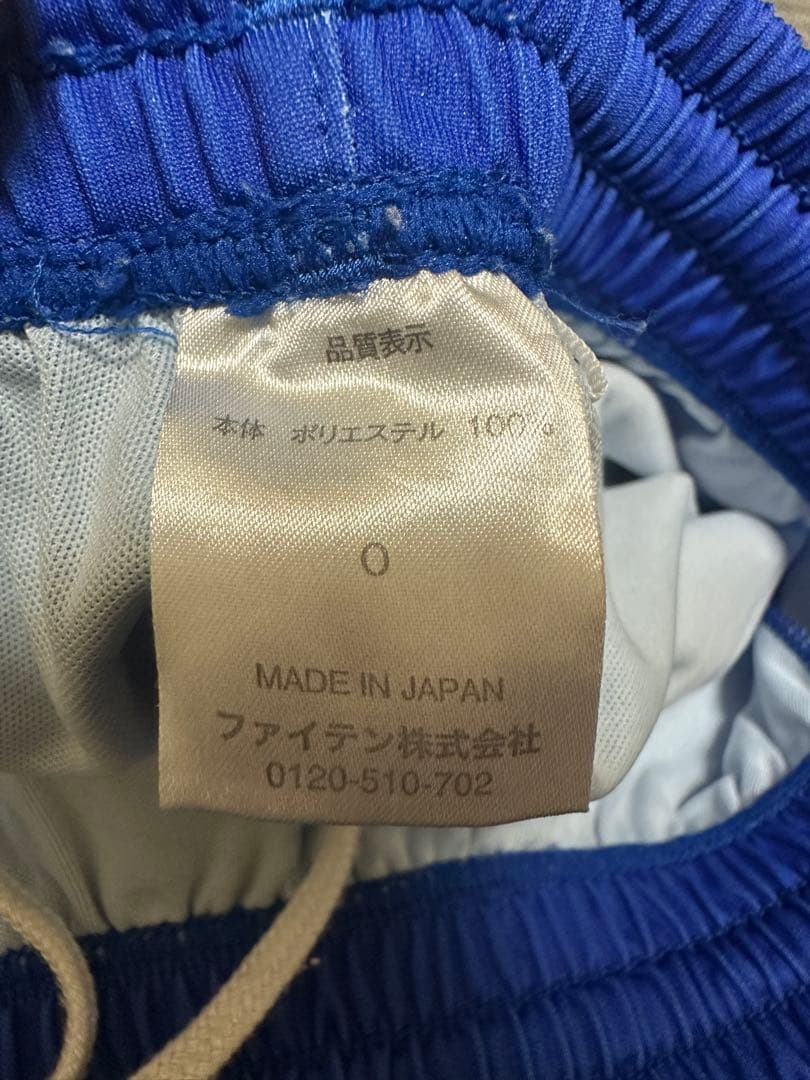 品質表示
本体 ポリエステル 100%
O
MADE IN JAPAN
ファイテン株式会社
0120-510-702